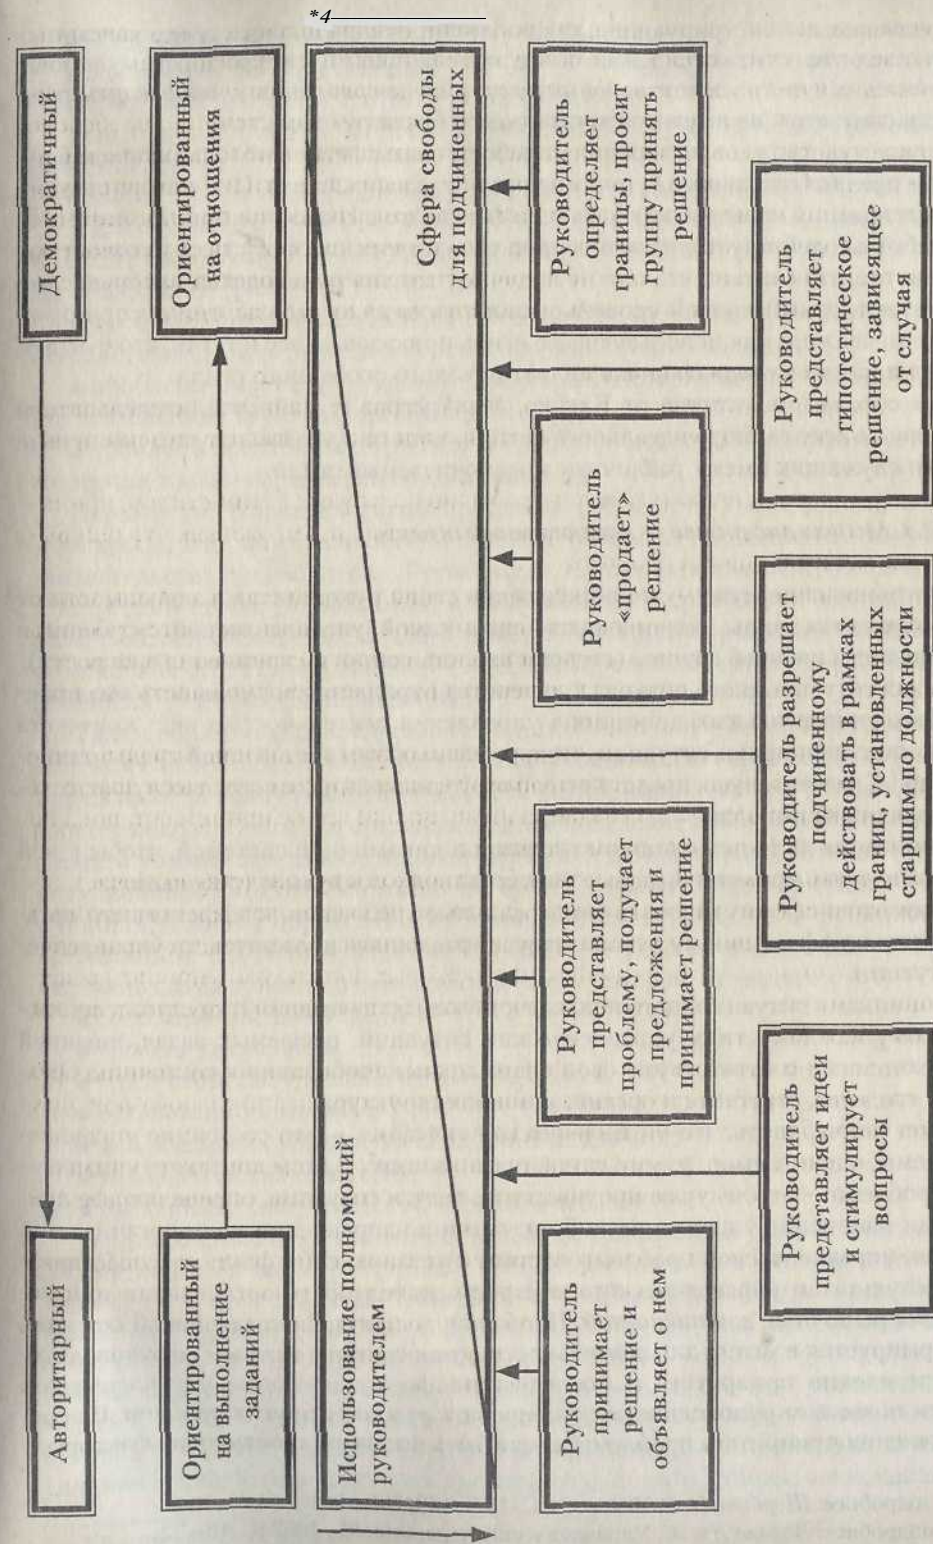 *4
Авторитарный
Демократичный
Ориентированный
на выполнение
заданий
Ориентированный
на отношения
Использование полномочий
руководителем
Сфера свободы
для подчиненных
Руководитель
принимает
решение и
объявляет о нем
Руководитель
представляет
проблему, получает
предложения и
принимает решение
Руководитель
«продает»
решение
Руководитель
определяет
границы, просит
группу принять
решение
Руководитель
представляет идеи
и стимулирует
вопросы
Руководитель разрешает
подчиненному
действовать в рамках
границ, установленных
старшим по должности
Руководитель
представляет
гипотетическое
решение, зависящее
от случая